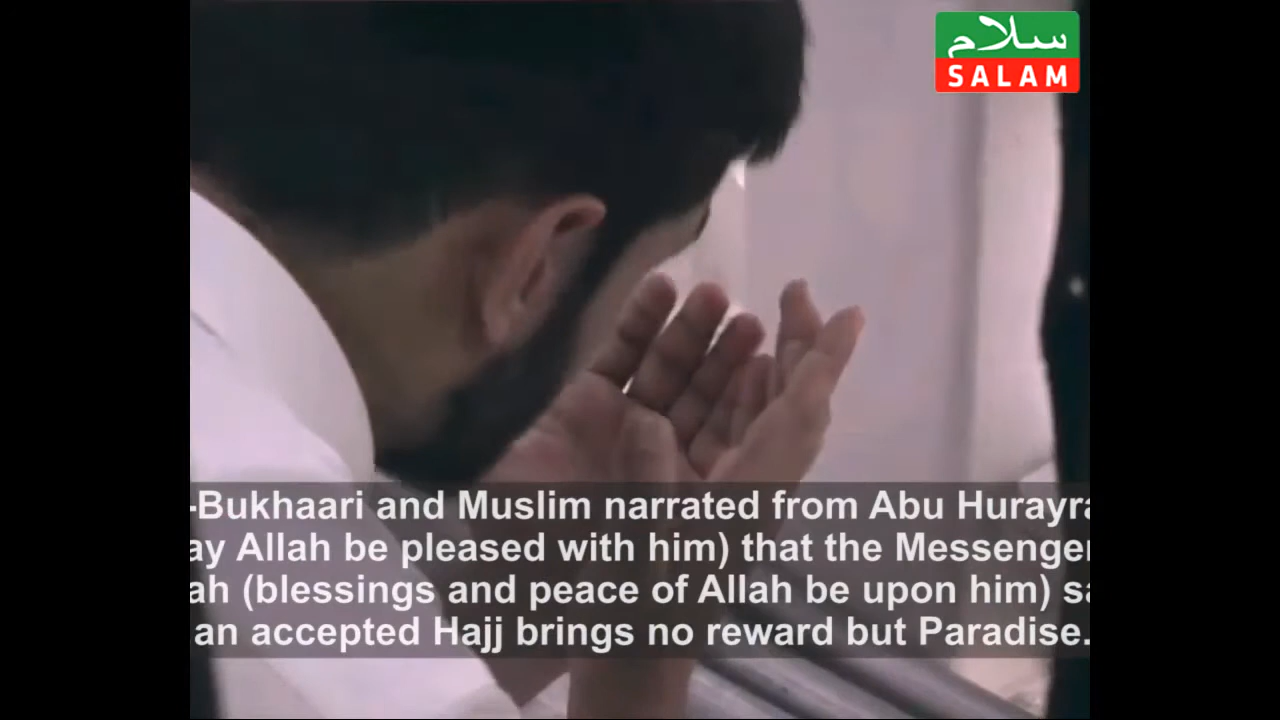 سلام
SALAM
-Bukhaari and Muslim narrated from Abu Hurayra
ay Allah be pleased with him) that the Messenger
ah (blessings and peace of Allah be upon him) sa
an accepted Hajj brings no reward but Paradise.